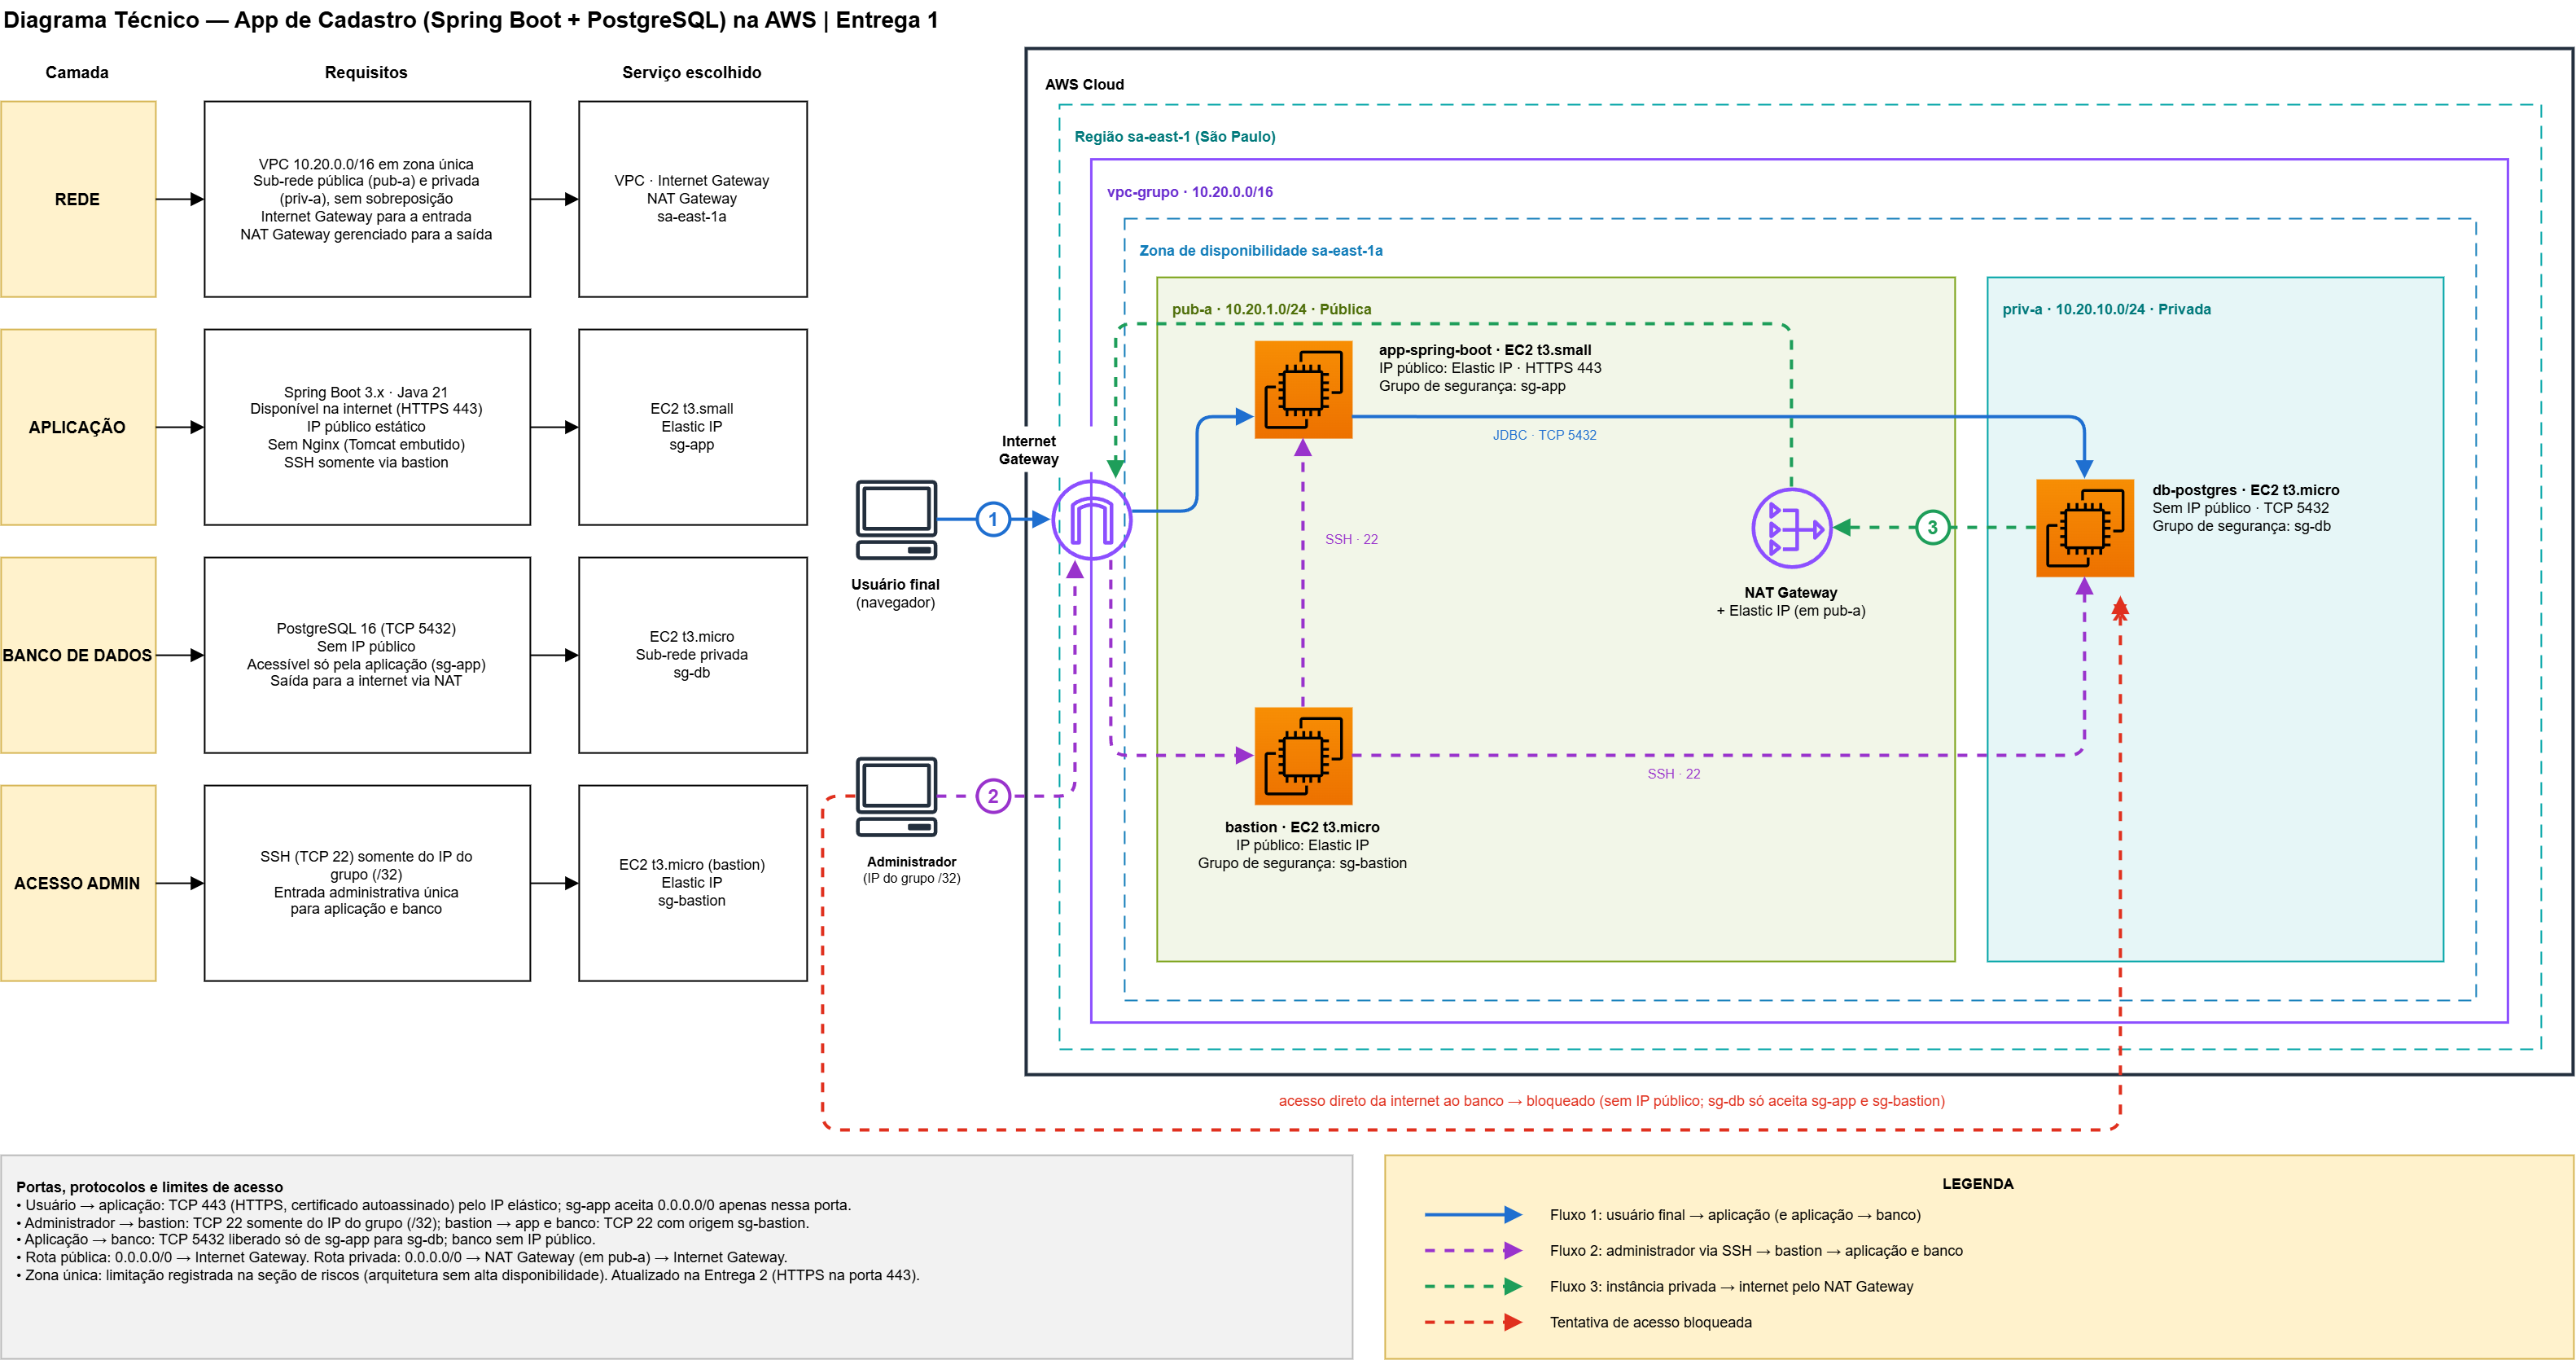 Diagrama Técnico — App de Cadastro (Spring Boot + PostgreSQL) na AWS | Entrega 1
Camada
Requisitos
Serviço escolhido
REDE
VPC 10.20.0.0/16 em zona única
Sub-rede pública (pub-a) e privada
(priv-a), sem sobreposição
Internet Gateway para a entrada
NAT Gateway gerenciado para a saída
VPC · Internet Gateway
NAT Gateway
sa-east-1a
APLICAÇÃO
Spring Boot 3.x · Java 21
Disponível na internet (HTTPS 443)
IP público estático
Sem Nginx (Tomcat embutido)
SSH somente via bastion
EC2 t3.small
Elastic IP
sg-app
BANCO DE DADOS
PostgreSQL 16 (TCP 5432)
Sem IP público
Acessível só pela aplicação (sg-app)
Saída para a internet via NAT
EC2 t3.micro
Sub-rede privada
sg-db
ACESSO ADMIN
SSH (TCP 22) somente do IP do
grupo (/32)
Entrada administrativa única
para aplicação e banco
EC2 t3.micro (bastion)
Elastic IP
sg-bastion
Usuário final
(navegador)
Administrador
(IP do grupo /32)
1
2
AWS Cloud
Região sa-east-1 (São Paulo)
vpc-grupo · 10.20.0.0/16
Zona de disponibilidade sa-east-1a
pub-a · 10.20.1.0/24 · Pública
priv-a · 10.20.10.0/24 · Privada
Internet
Gateway
app-spring-boot · EC2 t3.small
IP público: Elastic IP · HTTPS 443
Grupo de segurança: sg-app
JDBC · TCP 5432
SSH · 22
NAT Gateway
+ Elastic IP (em pub-a)
3
db-postgres · EC2 t3.micro
Sem IP público · TCP 5432
Grupo de segurança: sg-db
SSH · 22
bastion · EC2 t3.micro
IP público: Elastic IP
Grupo de segurança: sg-bastion
acesso direto da internet ao banco → bloqueado (sem IP público; sg-db só aceita sg-app e sg-bastion)
Portas, protocolos e limites de acesso
• Usuário → aplicação: TCP 443 (HTTPS, certificado autoassinado) pelo IP elástico; sg-app aceita 0.0.0.0/0 apenas nessa porta.
• Administrador → bastion: TCP 22 somente do IP do grupo (/32); bastion → app e banco: TCP 22 com origem sg-bastion.
• Aplicação → banco: TCP 5432 liberado só de sg-app para sg-db; banco sem IP público.
• Rota pública: 0.0.0.0/0 → Internet Gateway. Rota privada: 0.0.0.0/0 → NAT Gateway (em pub-a) → Internet Gateway.
• Zona única: limitação registrada na seção de riscos (arquitetura sem alta disponibilidade). Atualizado na Entrega 2 (HTTPS na porta 443).
LEGENDA
Fluxo 1: usuário final → aplicação (e aplicação → banco)
Fluxo 2: administrador via SSH → bastion → aplicação e banco
Fluxo 3: instância privada → internet pelo NAT Gateway
Tentativa de acesso bloqueada